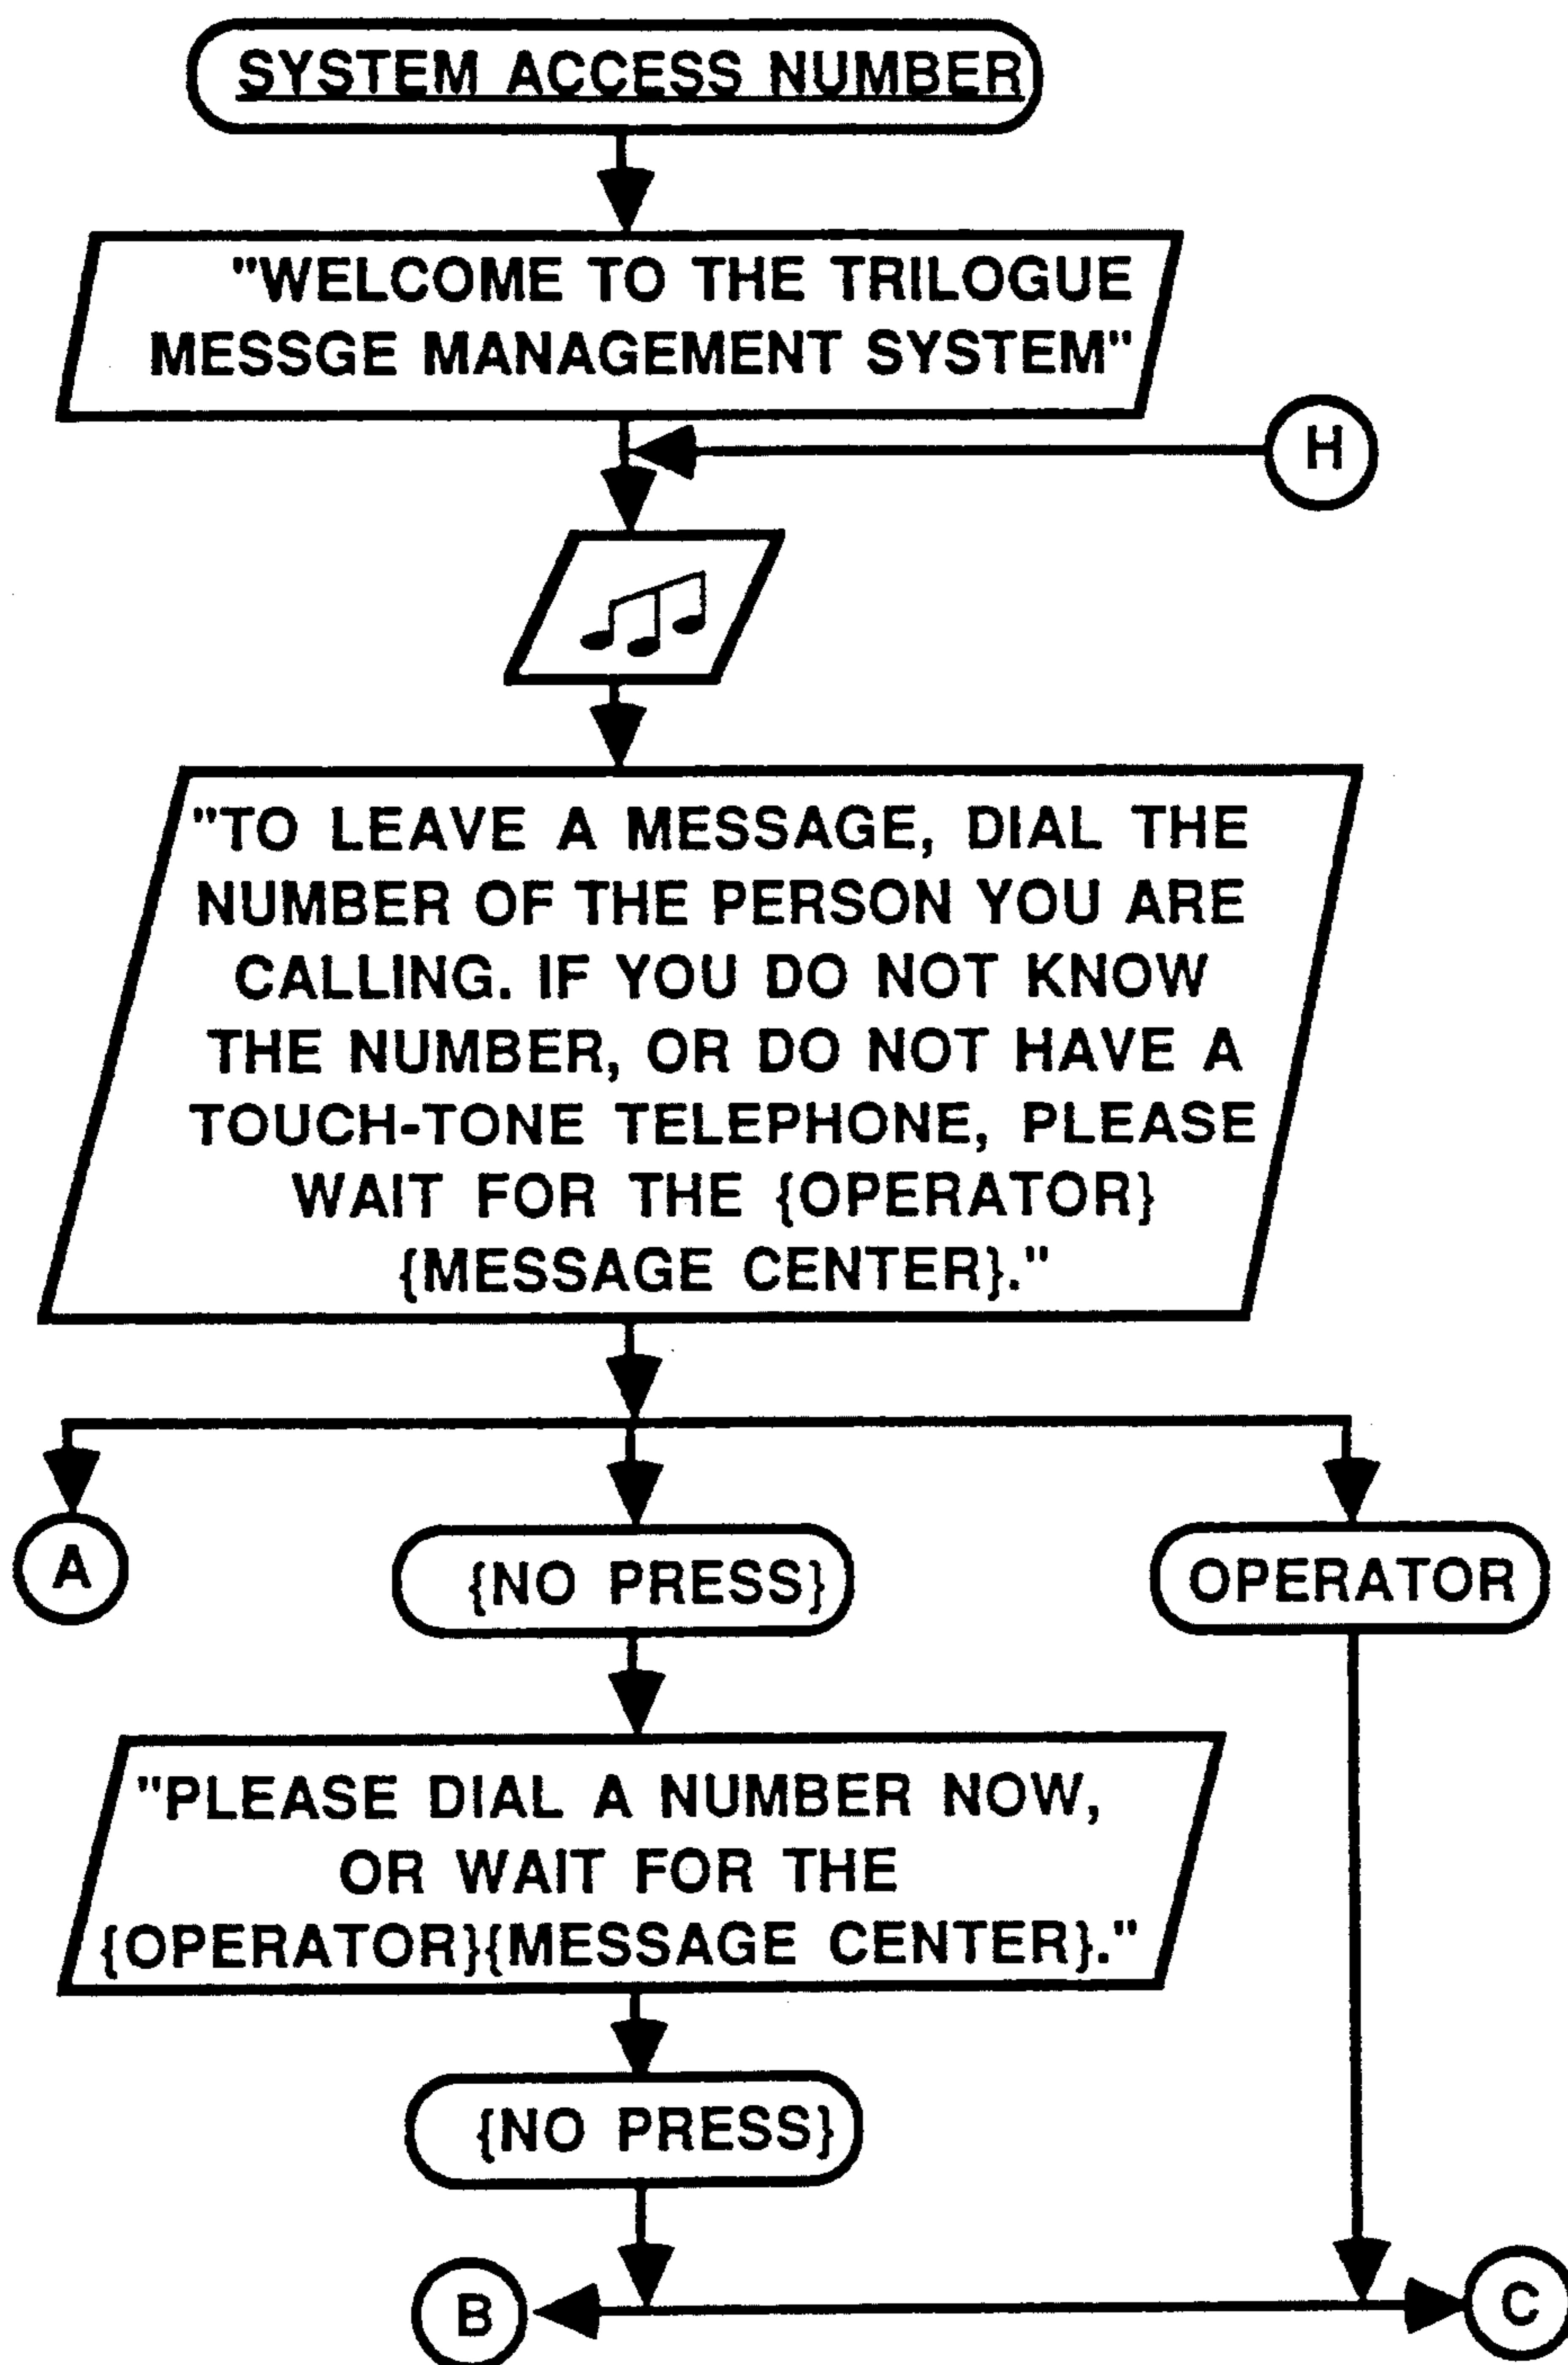 SYSTEM ACCESS NUMBER
"WELCOME TO THE TRILOGUE
MESSGE MANAGEMENT SYSTEM"
H
"TO LEAVE A MESSAGE, DIAL THE
NUMBER OF THE PERSON YOU ARE
CALLING. IF YOU DO NOT KNOW
THE NUMBER, OR DO NOT HAVE A
TOUCH-TONE TELEPHONE, PLEASE
WAIT FOR THE {OPERATOR}
{MESSAGE CENTER}."
A
{NO PRESS}
OPERATOR
"PLEASE DIAL A NUMBER NOW,
OR WAIT FOR THE
{OPERATOR}{MESSAGE CENTER}."
{NO PRESS}
B
C